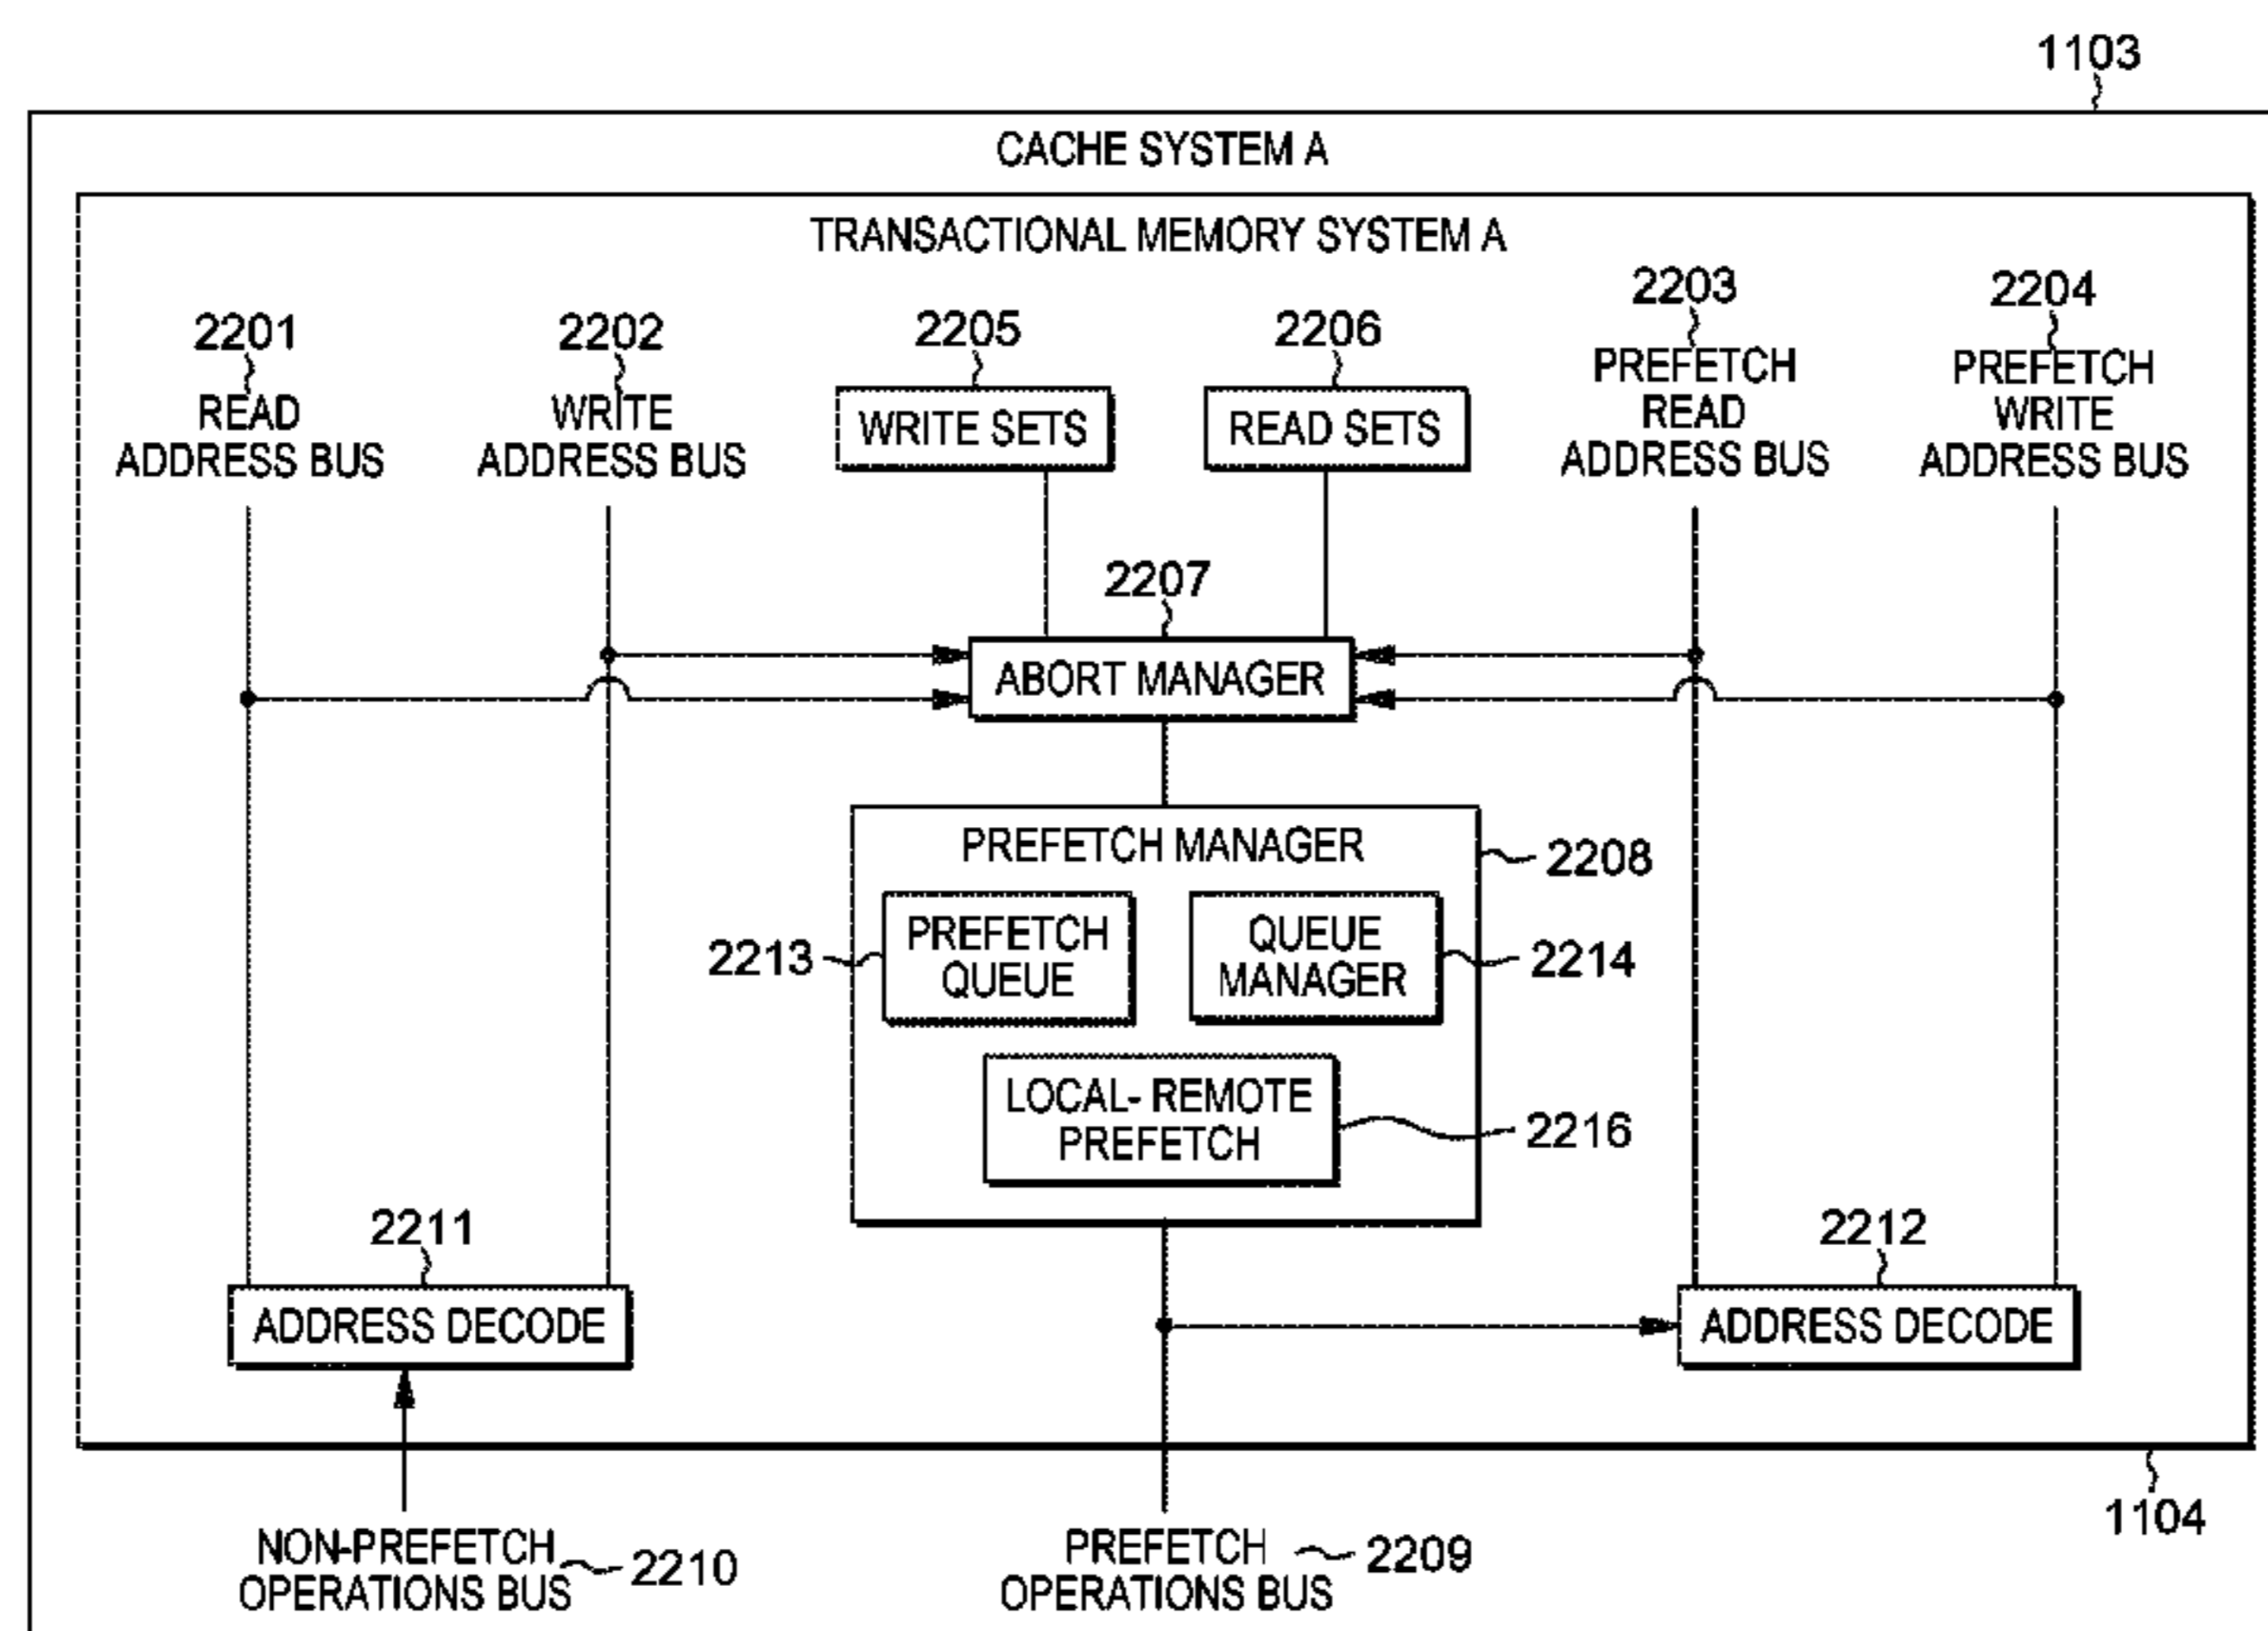 1103
CACHE SYSTEM A
TRANSACTIONAL MEMORY SYSTEM A
2201
READ
ADDRESS BUS
2202
WRITE
ADDRESS BUS
2205
WRITE SETS
2206
READ SETS
2203
PREFETCH
READ
ADDRESS BUS
2204
PREFETCH
WRITE
ADDRESS BUS
2207
ABORT MANAGER
PREFETCH MANAGER
2208
2213
PREFETCH
QUEUE
QUEUE
MANAGER
2214
LOCAL- REMOTE
PREFETCH
2216
2211
ADDRESS DECODE
2212
ADDRESS DECODE
1104
NON-PREFETCH
OPERATIONS BUS
2210
PREFETCH
OPERATIONS BUS
2209